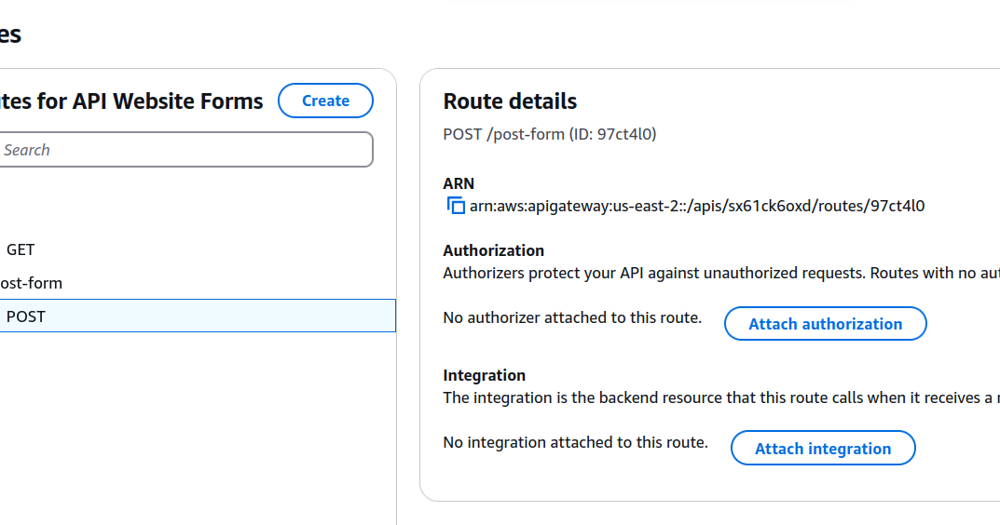 es
tes for API Website Forms
Create
Search
GET
ost-form
POST
Route details
POST /post-form (ID: 97ct4l0)
ARN
arn:aws:apigateway:us-east-2::/apis/sx61ck6oxd/routes/97ct4l0
Authorization
Authorizers protect your API against unauthorized requests. Routes with no aut
No authorizer attached to this route.
Attach authorization
Integration
The integration is the backend resource that this route calls when it receives a r
No integration attached to this route.
Attach integration